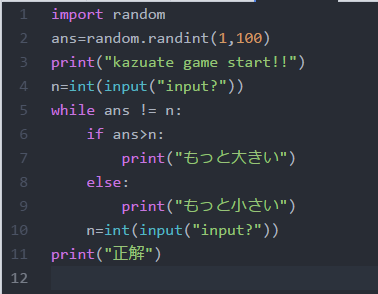 1 import random
2 ans=random.randint(1,100)
3 print("kazuate game start!!")
4 n=int(input("input?"))
5 while ans != n:
6     if ans>n:
7         print("もっと大きい")
8     else:
9         print("もっと小さい")
10     n=int(input("input?"))
11 print("正解")
12